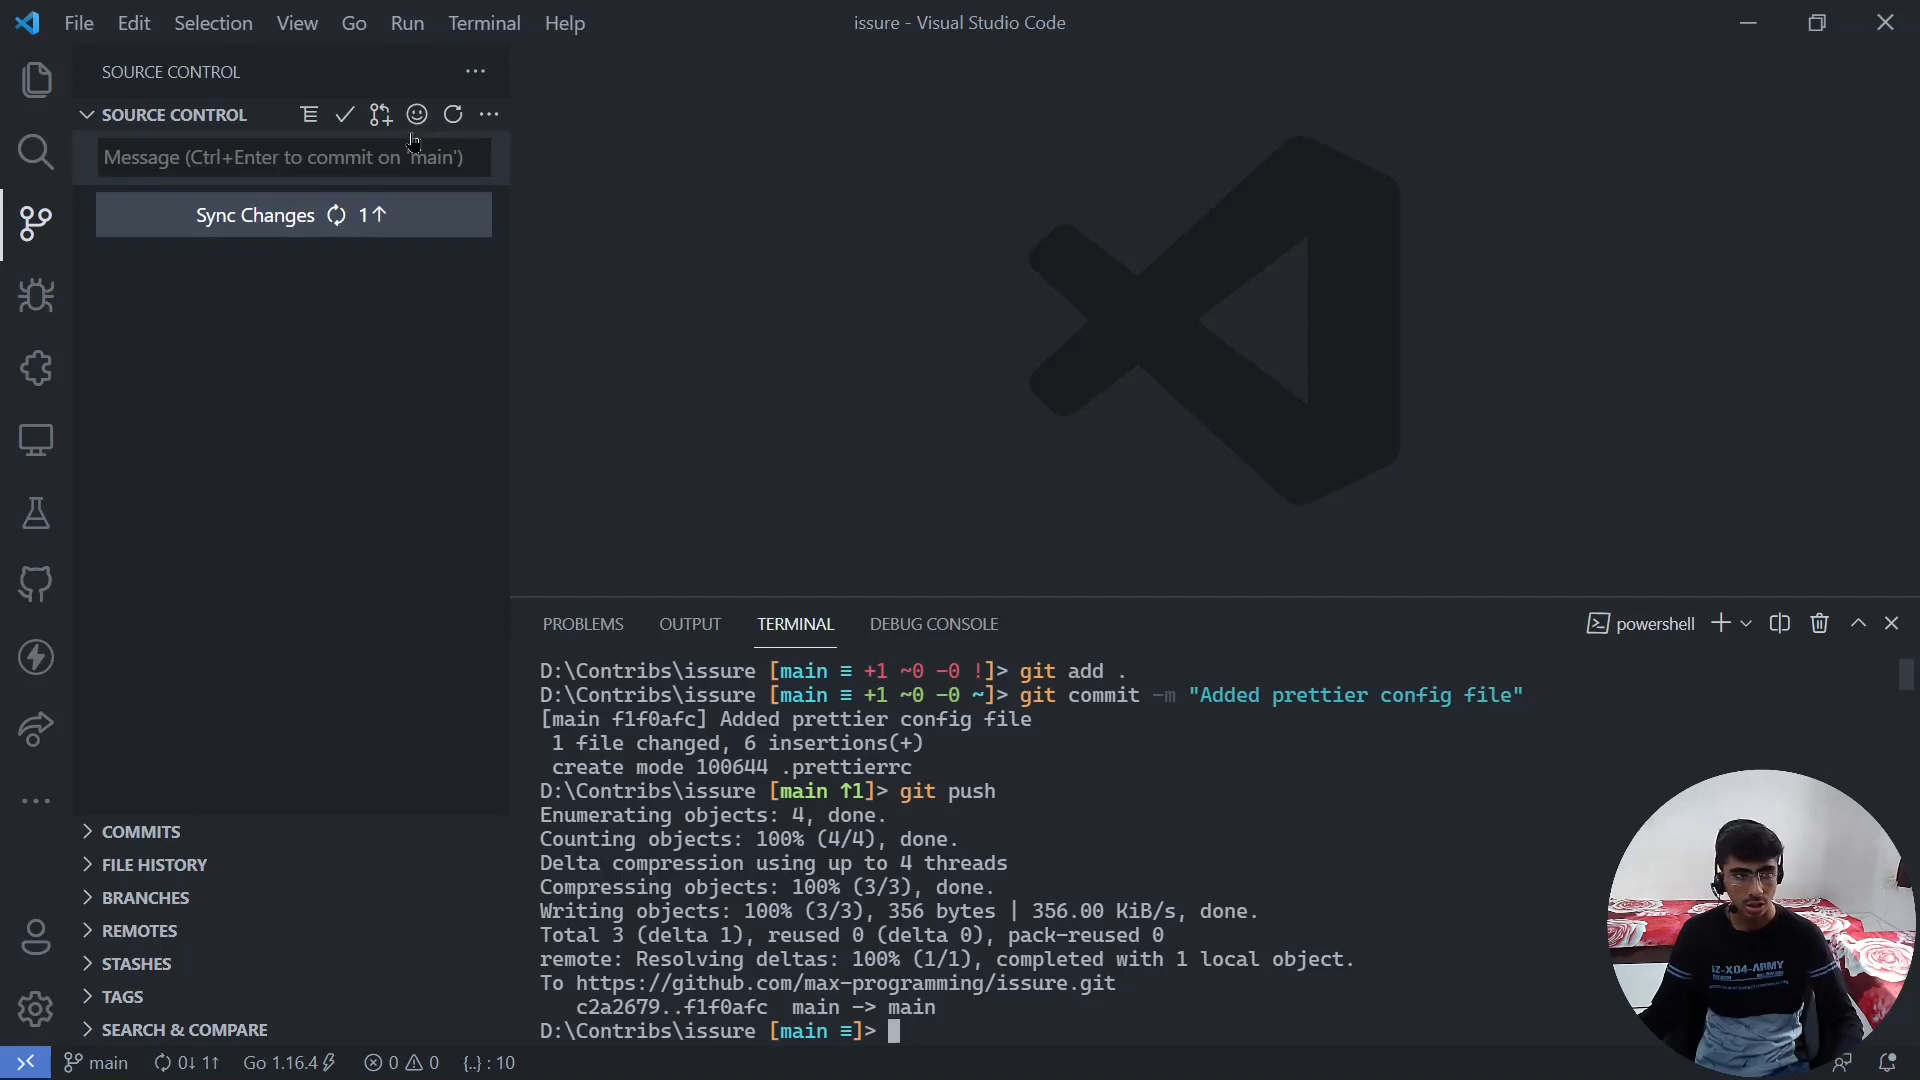 File Edit Selection View Go Run Terminal Help
issure - Visual Studio Code
SOURCE CONTROL
SOURCE CONTROL
Message (Ctrl+Enter to commit on 'main')
Sync Changes 1↑
COMMITS
FILE HISTORY
BRANCHES
REMOTES
STASHES
TAGS
SEARCH & COMPARE
PROBLEMS OUTPUT TERMINAL DEBUG CONSOLE
powershell
D:\Contribs\issure [main ≡ +1 ~0 -0 !]> git add .
D:\Contribs\issure [main ≡ +1 ~0 -0 ~]> git commit -m "Added prettier config file"
[main f1f0afc] Added prettier config file
1 file changed, 6 insertions(+)
create mode 100644 .prettierrc
D:\Contribs\issure [main ↑1]> git push
Enumerating objects: 4, done.
Counting objects: 100% (4/4), done.
Delta compression using up to 4 threads
Compressing objects: 100% (3/3), done.
Writing objects: 100% (3/3), 356 bytes | 356.00 KiB/s, done.
Total 3 (delta 1), reused 0 (delta 0), pack-reused 0
remote: Resolving deltas: 100% (1/1), completed with 1 local object.
To https://github.com/max-programming/issure.git
c2a2679..f1f0afc main -> main
D:\Contribs\issure [main ≡]>
IZ-X04-ARMY
main 0↓ 1↑ Go 1.16.4 0 0 {..} : 10